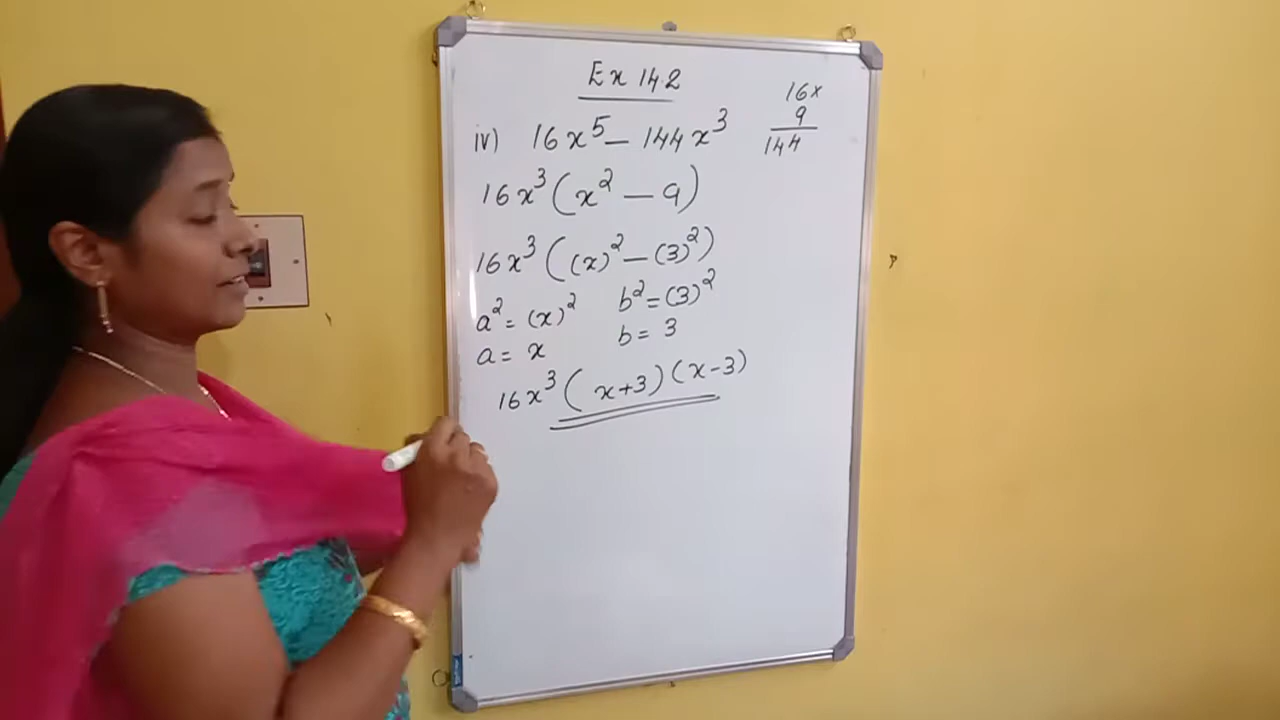 Ex 14.2
iv) 16x⁵ – 144x³
16x
9
144
16x³(x² – 9)
16x³((x)² – (3)²)
a² = (x)² b² = (3)²
a = x b = 3
16x³(x+3)(x-3)